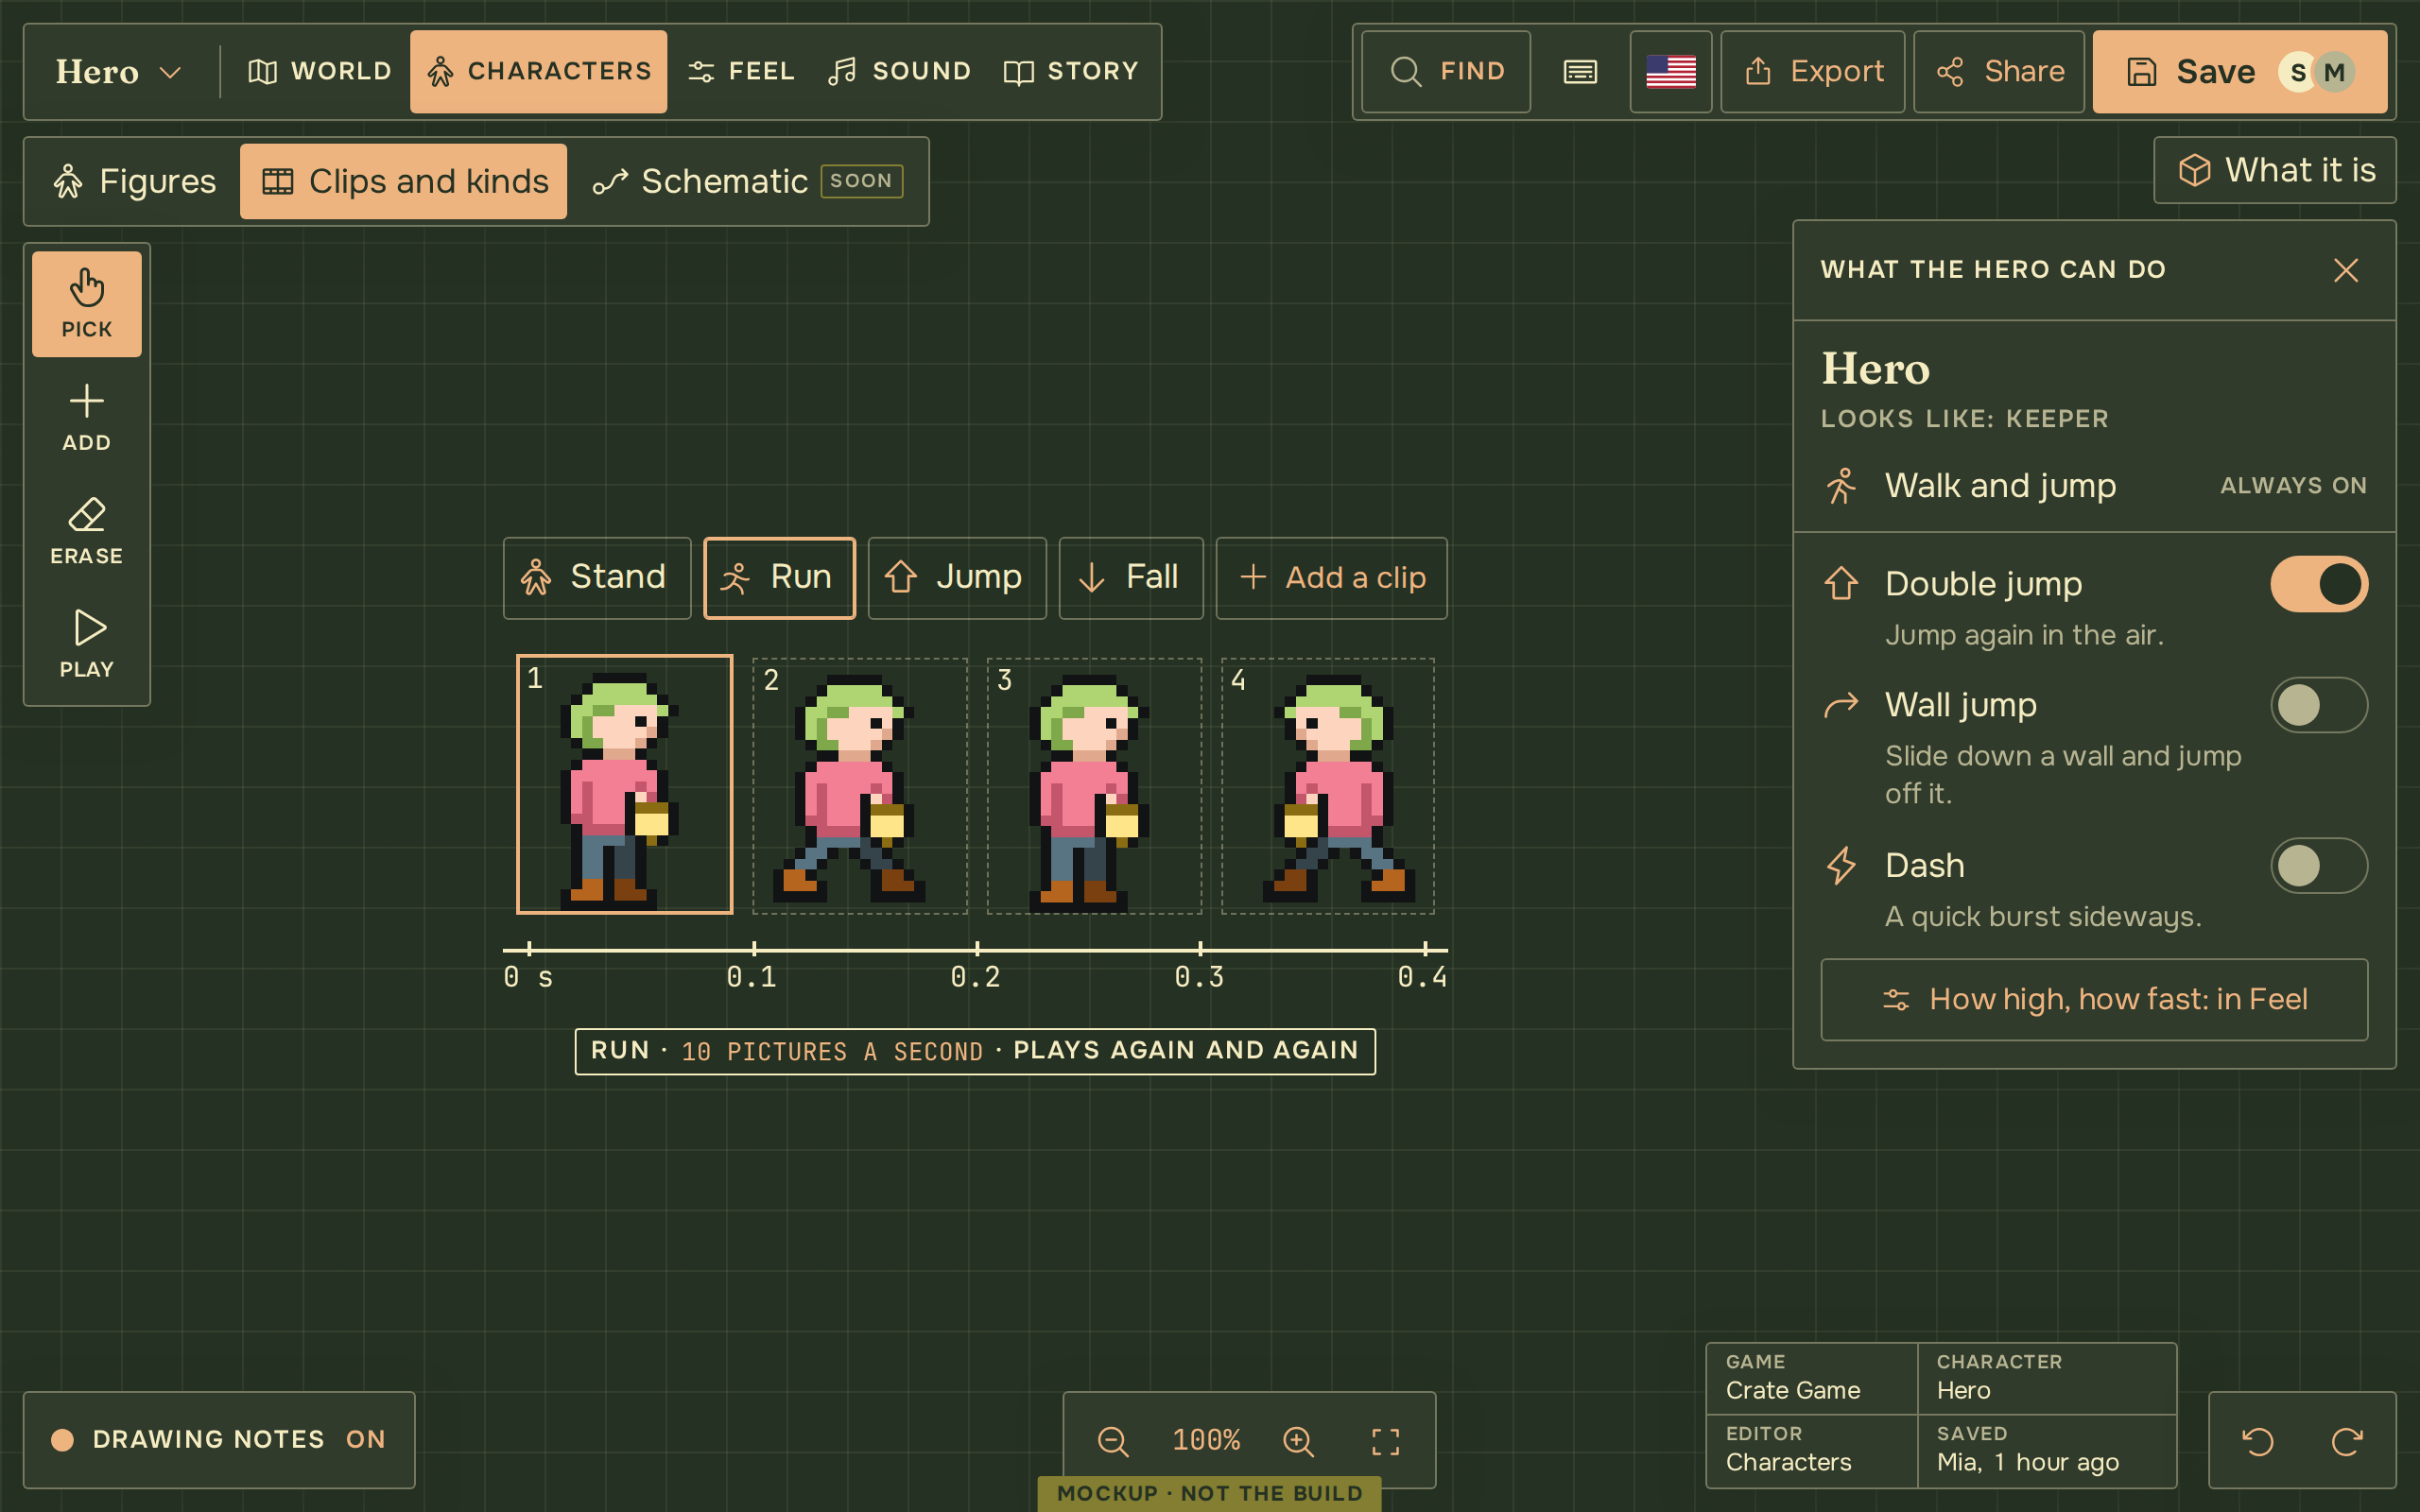 Hero
WORLD
CHARACTERS
FEEL
SOUND
STORY
FIND
Export
Share
Save
S
M
Figures
Clips and kinds
Schematic
SOON
What it is
PICK
ADD
ERASE
PLAY
WHAT THE HERO CAN DO
Hero
LOOKS LIKE: KEEPER
Walk and jump
ALWAYS ON
Double jump
Jump again in the air.
Wall jump
Slide down a wall and jump
off it.
Dash
A quick burst sideways.
How high, how fast: in Feel
Stand
Run
Jump
Fall
Add a clip
1
2
3
4
0 s
0.1
0.2
0.3
0.4
RUN · 10 PICTURES A SECOND · PLAYS AGAIN AND AGAIN
DRAWING NOTES ON
100%
MOCKUP · NOT THE BUILD
GAME
Crate Game
CHARACTER
Hero
EDITOR
Characters
SAVED
Mia, 1 hour ago